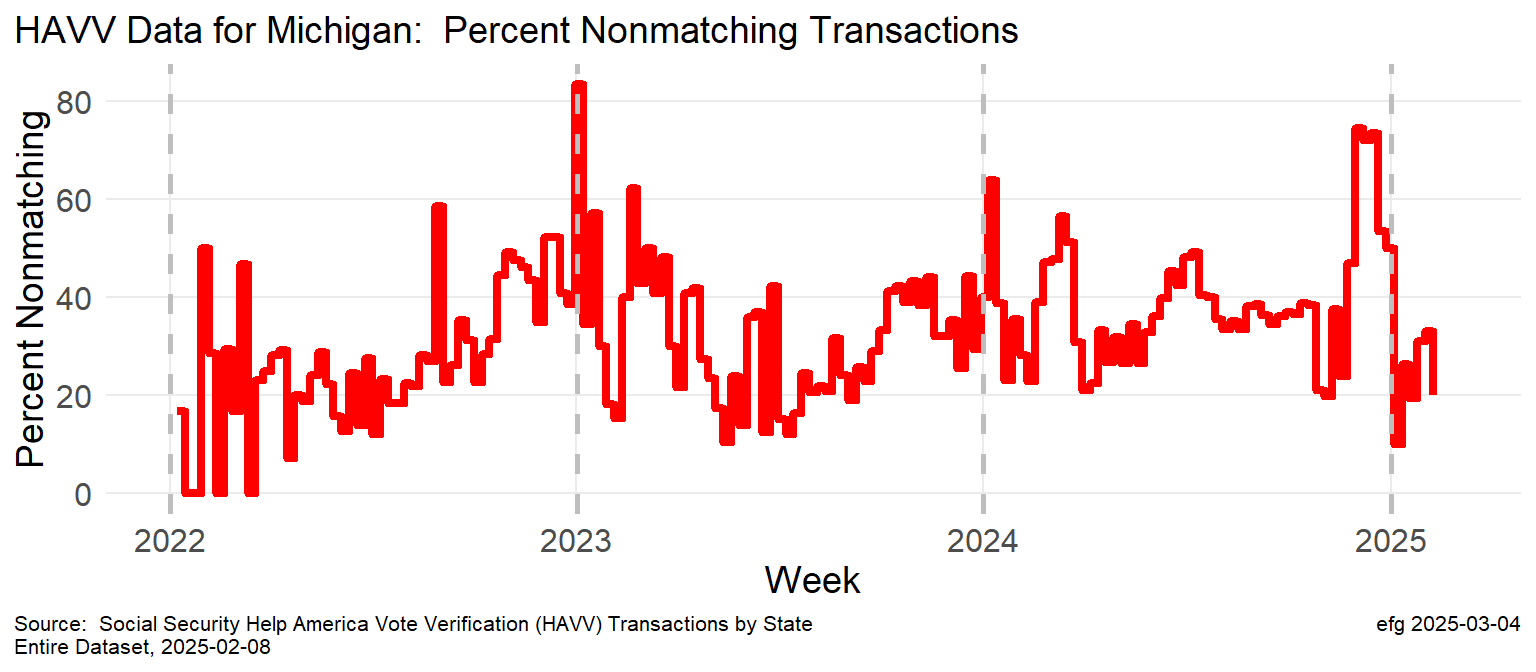 HAVV Data for Michigan:  Percent Nonmatching Transactions
Percent Nonmatching
80
60
40
20
0
2022 2023 2024 2025
Week
Source:  Social Security Help America Vote Verification (HAVV) Transactions by State
Entire Dataset, 2025-02-08
efg 2025-03-04